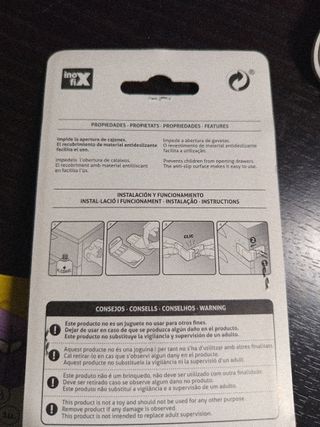 inofix
PROPIEDADES · PROPIETATS · PROPRIEDADES · FEATURES
Impide la apertura de cajones.
El recobrimiento de material antideslizante
facilita el uso.
Impede a abertura de gavetas.
O revestimento de material antideslizante
facilita a utilização.
Impedeix l'obertura de calaixos.
El recobriment amb material antilliscant
en facilita l'ús.
Prevents children from opening drawers.
The anti-slip surface makes it easy to use.
INSTALACIÓN Y FUNCIONAMIENTO
INSTAL·LACIÓ I FUNCIONAMENT · INSTALAÇÃO · INSTRUCTIONS
CLIC
CONSEJOS · CONSELLS · CONSELHOS · WARNING
Este producto no es un juguete no usar para otros fines.
Dejar de usar en caso de que se produzca algún daño en el producto.
Este producto no substituye la vigilancia y supervisión de un adulto.
Aquest producte no és una joguina i per tant no s'ha d'utilitzar amb altres finalitats.
Cal retirar-lo en cas que s'observi algun dany en el producte.
Aquest producte no substitueix la vigilància i supervisió d'un adult.
Este produto não é um brinquedo, não deve ser utilizado com outra finalidade.
Deve ser retirado caso se observe algum dano no produto.
Este produto não substitui a vigilância e supervisão de um adulto.
This product is not a toy and should not be used for any other purpose.
Remove product if any damage is observed.
This product is not intended to replace adult supervision.